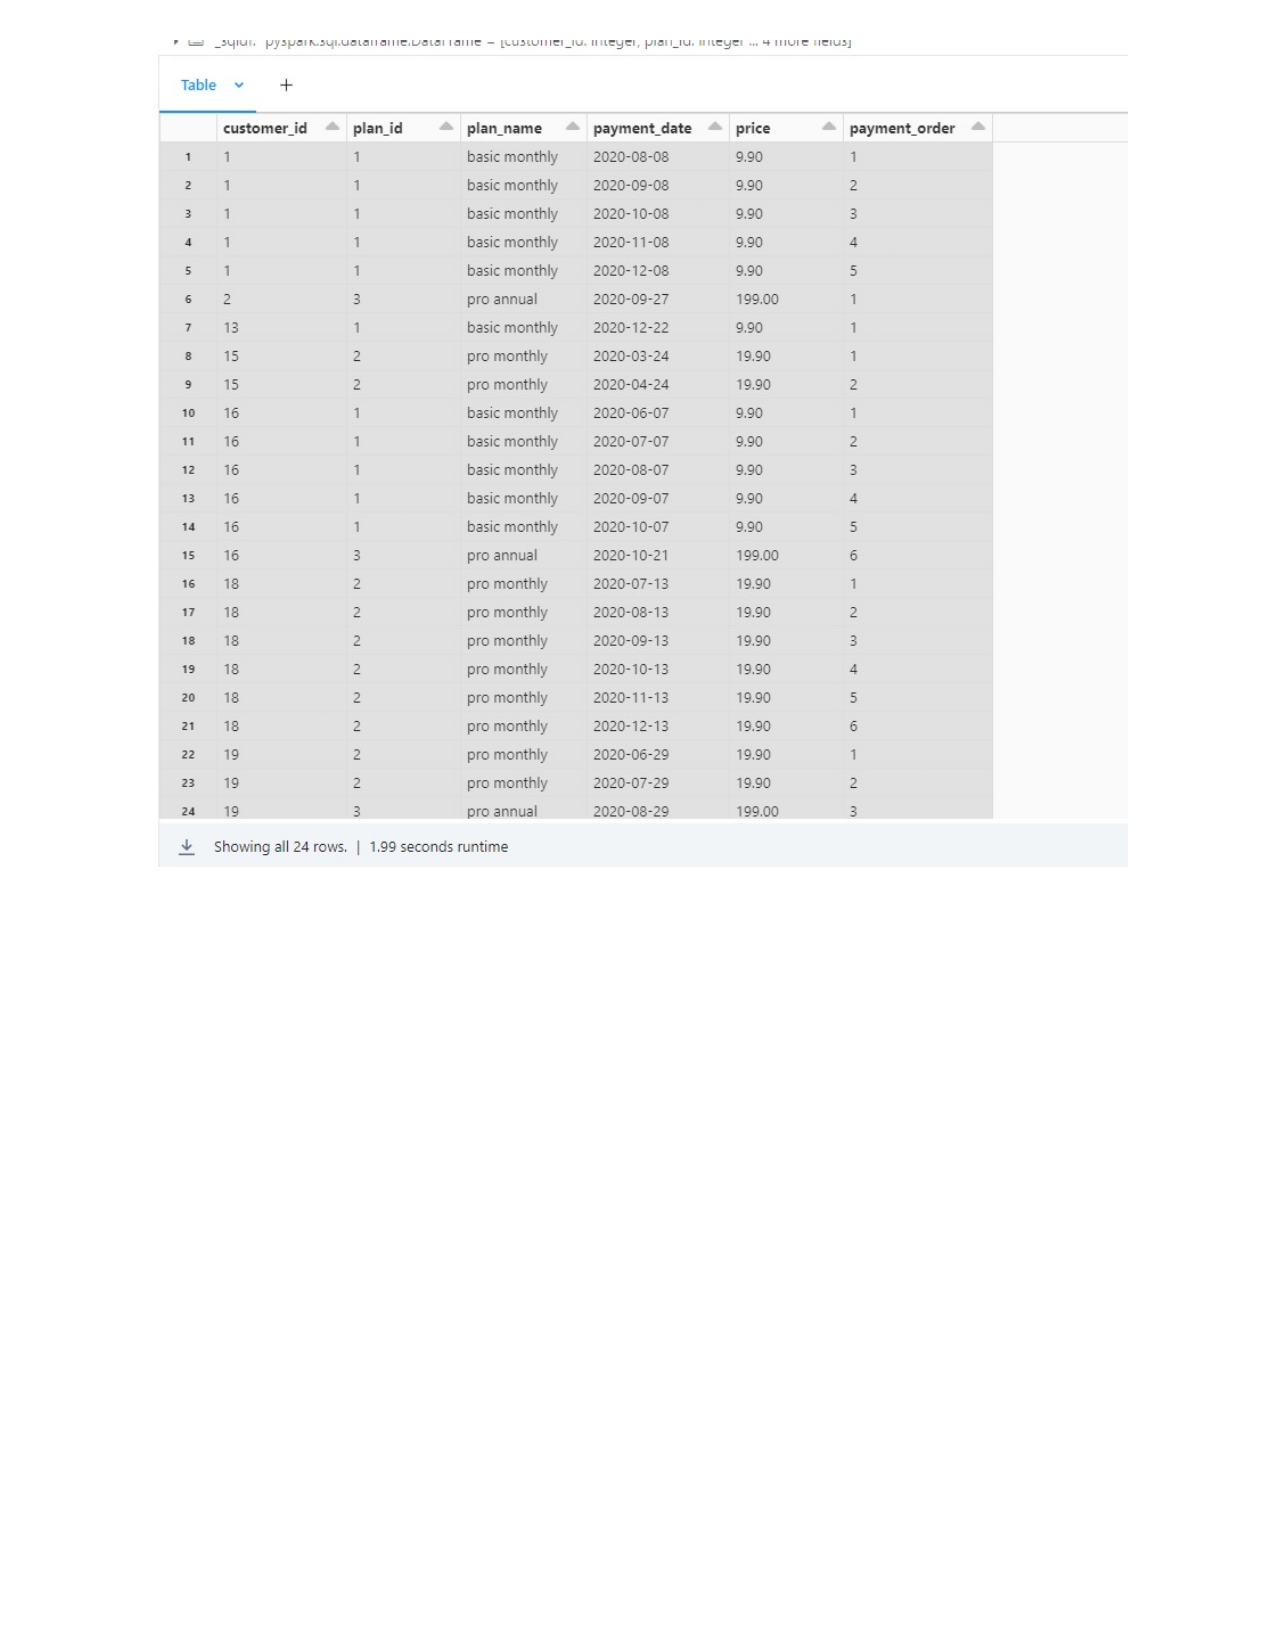 _sqldf: pyspark.sql.dataframe.DataFrame = [customer_id: integer, plan_id: integer ... 4 more fields]
Table +
customer_id plan_id plan_name payment_date price payment_order
1 1 1 basic monthly 2020-08-08 9.90 1
2 1 1 basic monthly 2020-09-08 9.90 2
3 1 1 basic monthly 2020-10-08 9.90 3
4 1 1 basic monthly 2020-11-08 9.90 4
5 1 1 basic monthly 2020-12-08 9.90 5
6 2 3 pro annual 2020-09-27 199.00 1
7 13 1 basic monthly 2020-12-22 9.90 1
8 15 2 pro monthly 2020-03-24 19.90 1
9 15 2 pro monthly 2020-04-24 19.90 2
10 16 1 basic monthly 2020-06-07 9.90 1
11 16 1 basic monthly 2020-07-07 9.90 2
12 16 1 basic monthly 2020-08-07 9.90 3
13 16 1 basic monthly 2020-09-07 9.90 4
14 16 1 basic monthly 2020-10-07 9.90 5
15 16 3 pro annual 2020-10-21 199.00 6
16 18 2 pro monthly 2020-07-13 19.90 1
17 18 2 pro monthly 2020-08-13 19.90 2
18 18 2 pro monthly 2020-09-13 19.90 3
19 18 2 pro monthly 2020-10-13 19.90 4
20 18 2 pro monthly 2020-11-13 19.90 5
21 18 2 pro monthly 2020-12-13 19.90 6
22 19 2 pro monthly 2020-06-29 19.90 1
23 19 2 pro monthly 2020-07-29 19.90 2
24 19 3 pro annual 2020-08-29 199.00 3
Showing all 24 rows. | 1.99 seconds runtime